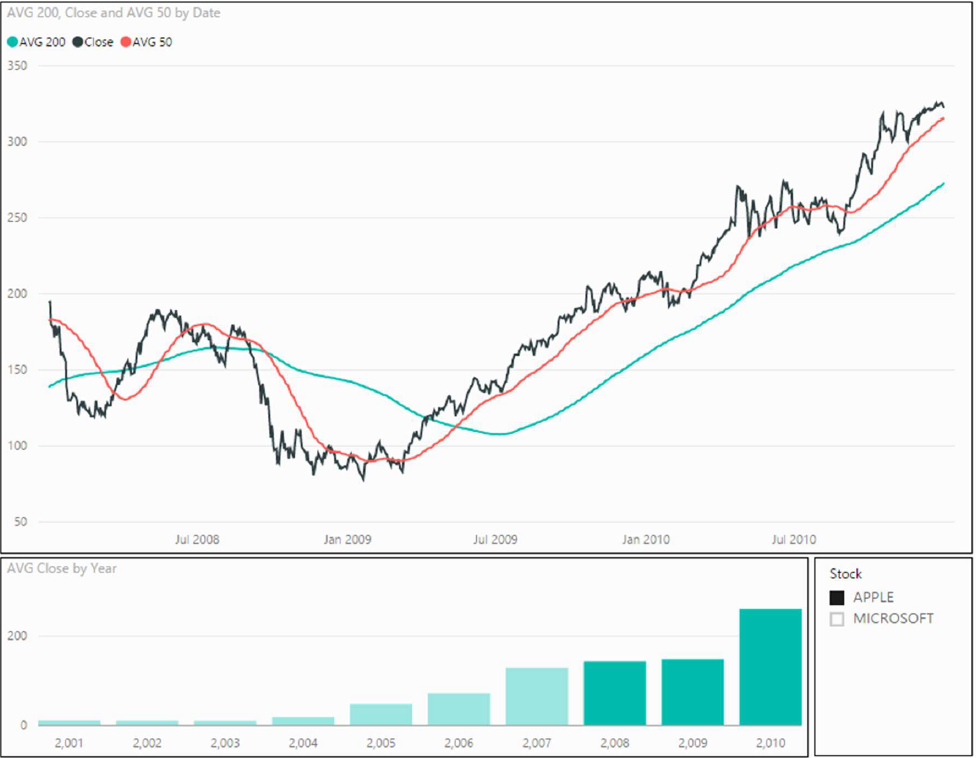 AVG 200, Close and AVG 50 by Date
AVG 200 Close AVG 50
350
300
250
200
150
100
50
Jul 2008 Jan 2009 Jul 2009 Jan 2010 Jul 2010
AVG Close by Year
200
0
2,001 2,002 2,003 2,004 2,005 2,006 2,007 2,008 2,009 2,010
Stock
APPLE
MICROSOFT